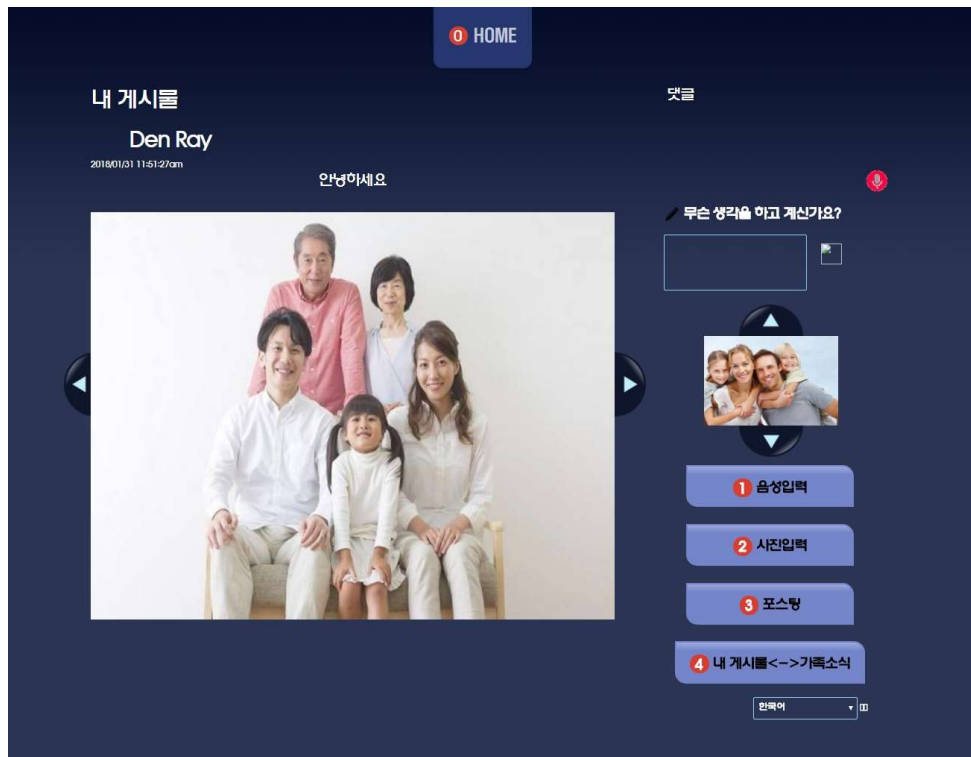 0 HOME
내 게시물
댓글
Den Ray
2018/01/31 11:51:27am
안녕하세요
무슨 생각을 하고 계신가요?
1 음성입력
2 사진입력
3 포스팅
4 내 게시물<->가족소식
한국어